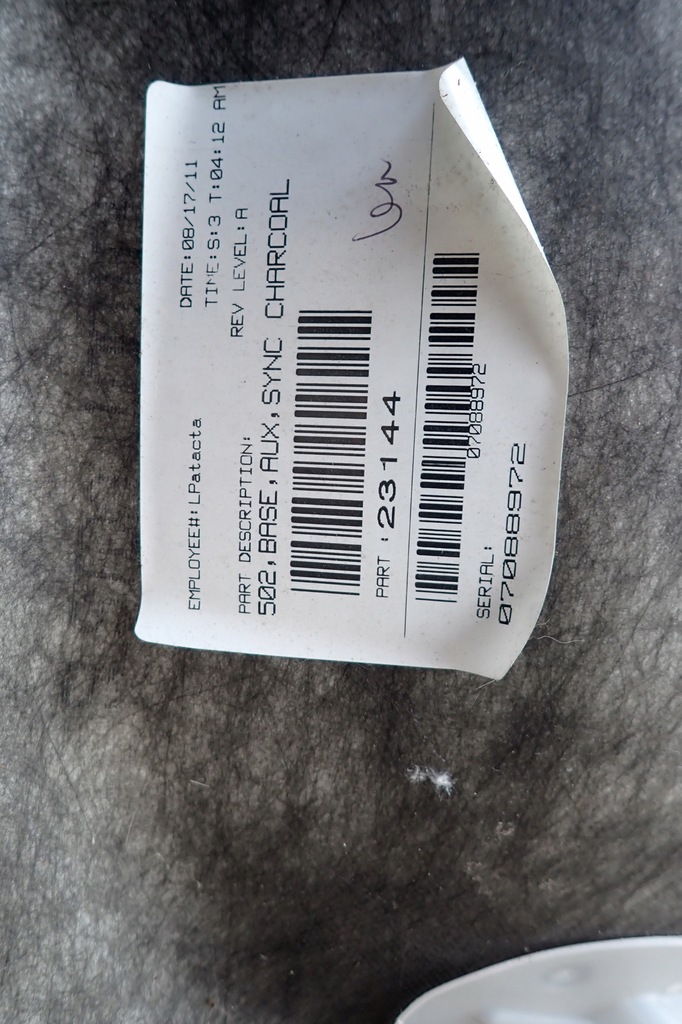 DATE:08/17/11
TIME:S:3 T:04:12 AM
EMPLOYEE#:LPatacta
REV LEVEL:A
PART DESCRIPTION:
502,BASE,AUX,SYNC CHARCOAL
PART :23144
07088972
SERIAL:
07088972